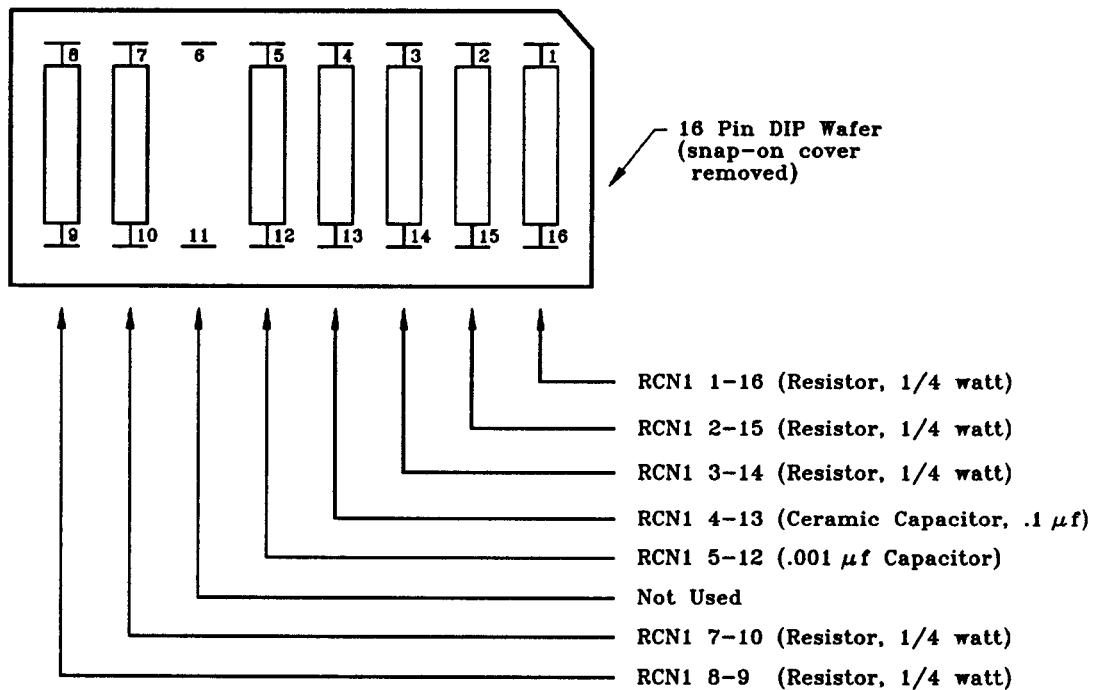 8 7 6 5 4 3 2 1
9 10 11 12 13 14 15 16
16 Pin DIP Wafer
(snap-on cover
removed)
RCN1 1-16 (Resistor, 1/4 watt)
RCN1 2-15 (Resistor, 1/4 watt)
RCN1 3-14 (Resistor, 1/4 watt)
RCN1 4-13 (Ceramic Capacitor, .1 μf)
RCN1 5-12 (.001 μf Capacitor)
Not Used
RCN1 7-10 (Resistor, 1/4 watt)
RCN1 8-9 (Resistor, 1/4 watt)